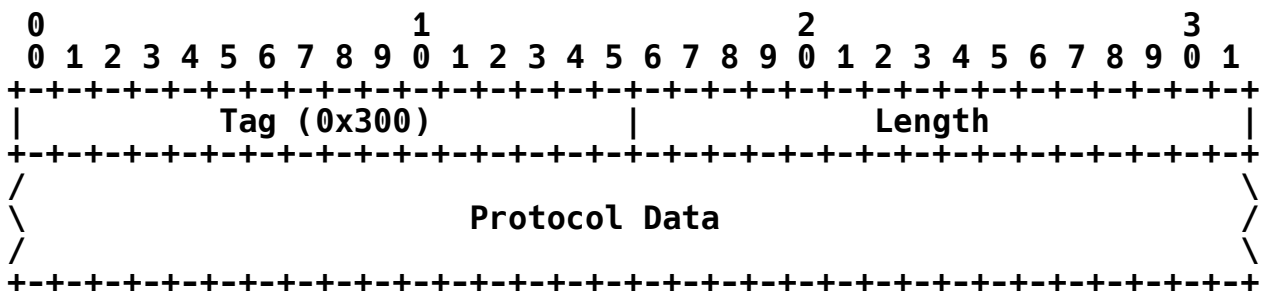 0                   1                   2                   3
 0 1 2 3 4 5 6 7 8 9 0 1 2 3 4 5 6 7 8 9 0 1 2 3 4 5 6 7 8 9 0 1
+-+-+-+-+-+-+-+-+-+-+-+-+-+-+-+-+-+-+-+-+-+-+-+-+-+-+-+-+-+-+-+-+
|          Tag (0x300)          |            Length             |
+-+-+-+-+-+-+-+-+-+-+-+-+-+-+-+-+-+-+-+-+-+-+-+-+-+-+-+-+-+-+-+-+
/                                                               \
\                       Protocol Data                           /
/                                                               \
+-+-+-+-+-+-+-+-+-+-+-+-+-+-+-+-+-+-+-+-+-+-+-+-+-+-+-+-+-+-+-+-+